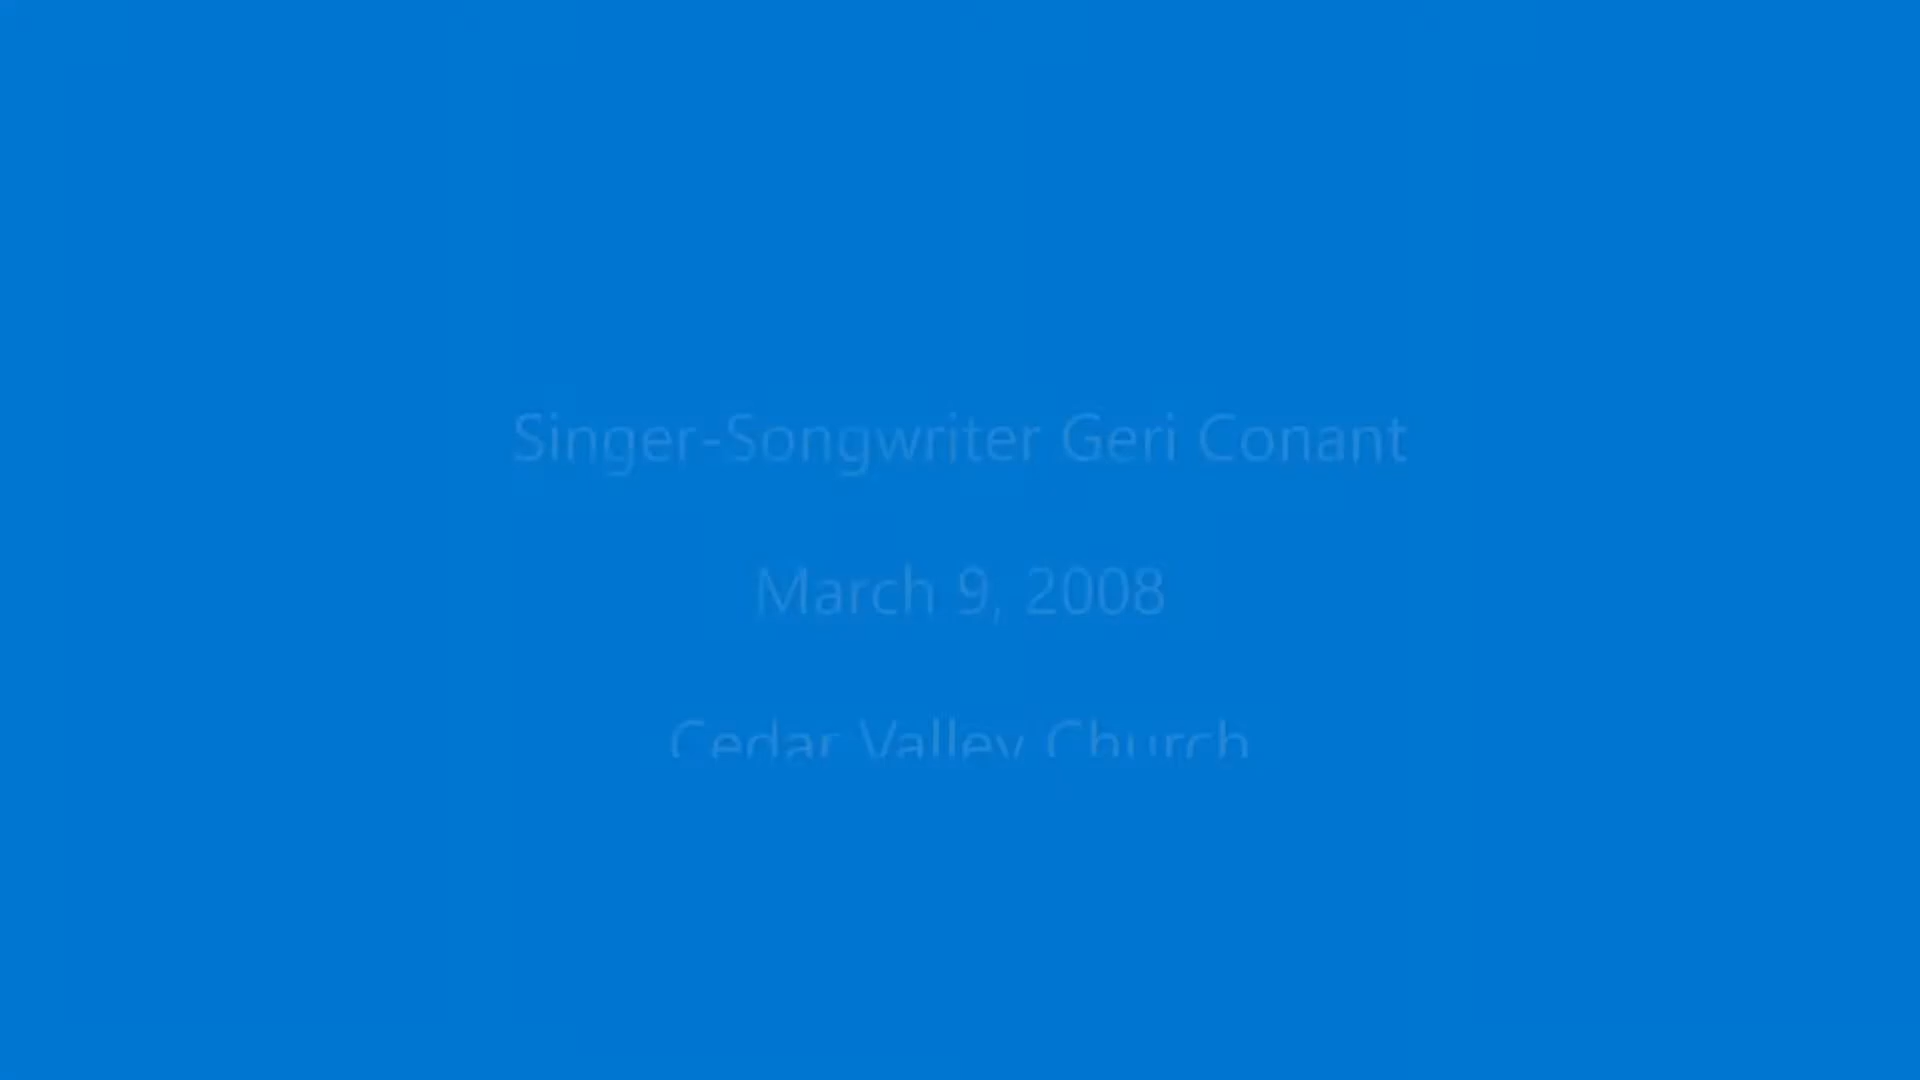 Singer-Songwriter Geri Conant
March 9, 2008
Cedar Valley Church